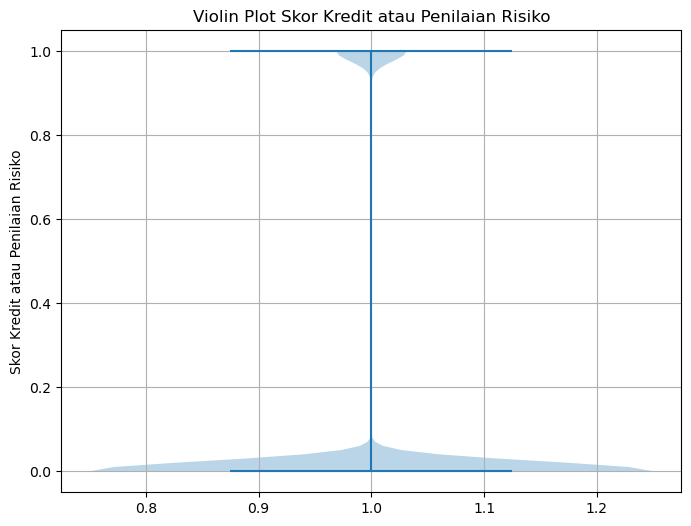 Violin Plot Skor Kredit atau Penilaian Risiko
Skor Kredit atau Penilaian Risiko
1.0
0.8
0.6
0.4
0.2
0.0
0.8 0.9 1.0 1.1 1.2